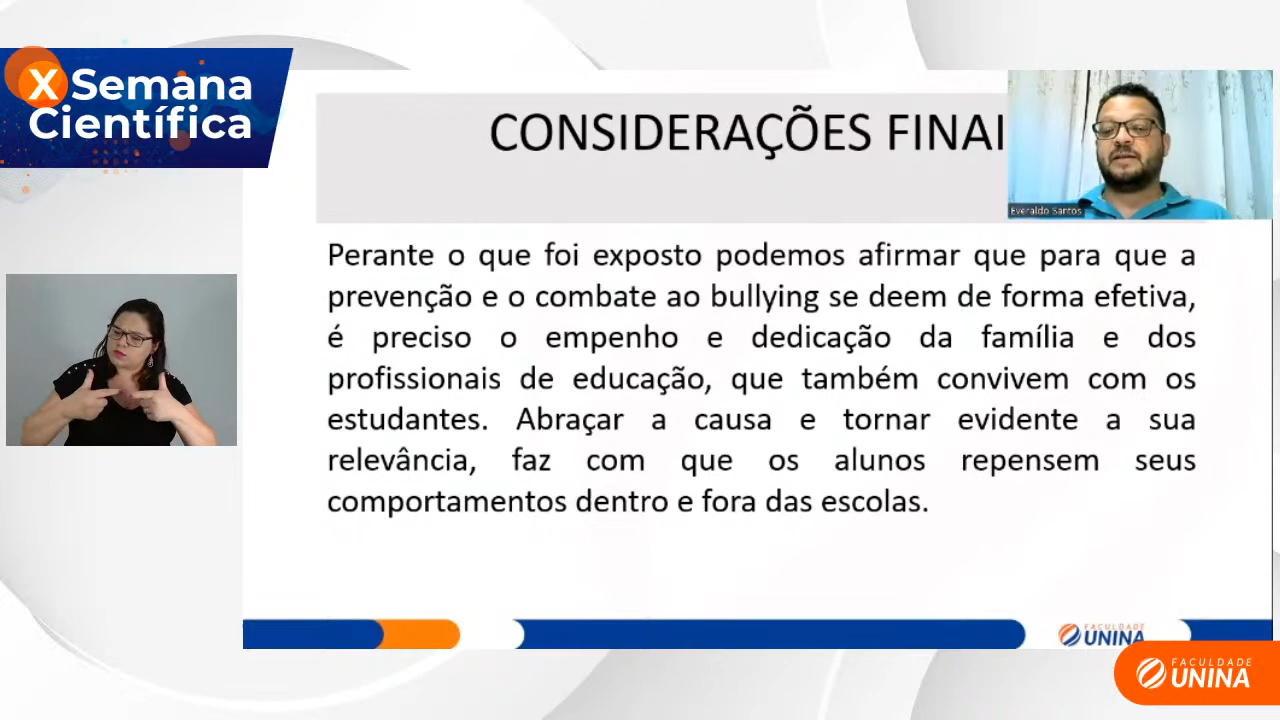 X Semana
Científica
CONSIDERAÇÕES FINAI
Everaldo Santos
Perante o que foi exposto podemos afirmar que para que a
prevenção e o combate ao bullying se deem de forma efetiva,
é preciso o empenho e dedicação da família e dos
profissionais de educação, que também convivem com os
estudantes. Abraçar a causa e tornar evidente a sua
relevância, faz com que os alunos repensem seus
comportamentos dentro e fora das escolas.
FACULDADE
UNINA
FACULDADE
UNINA